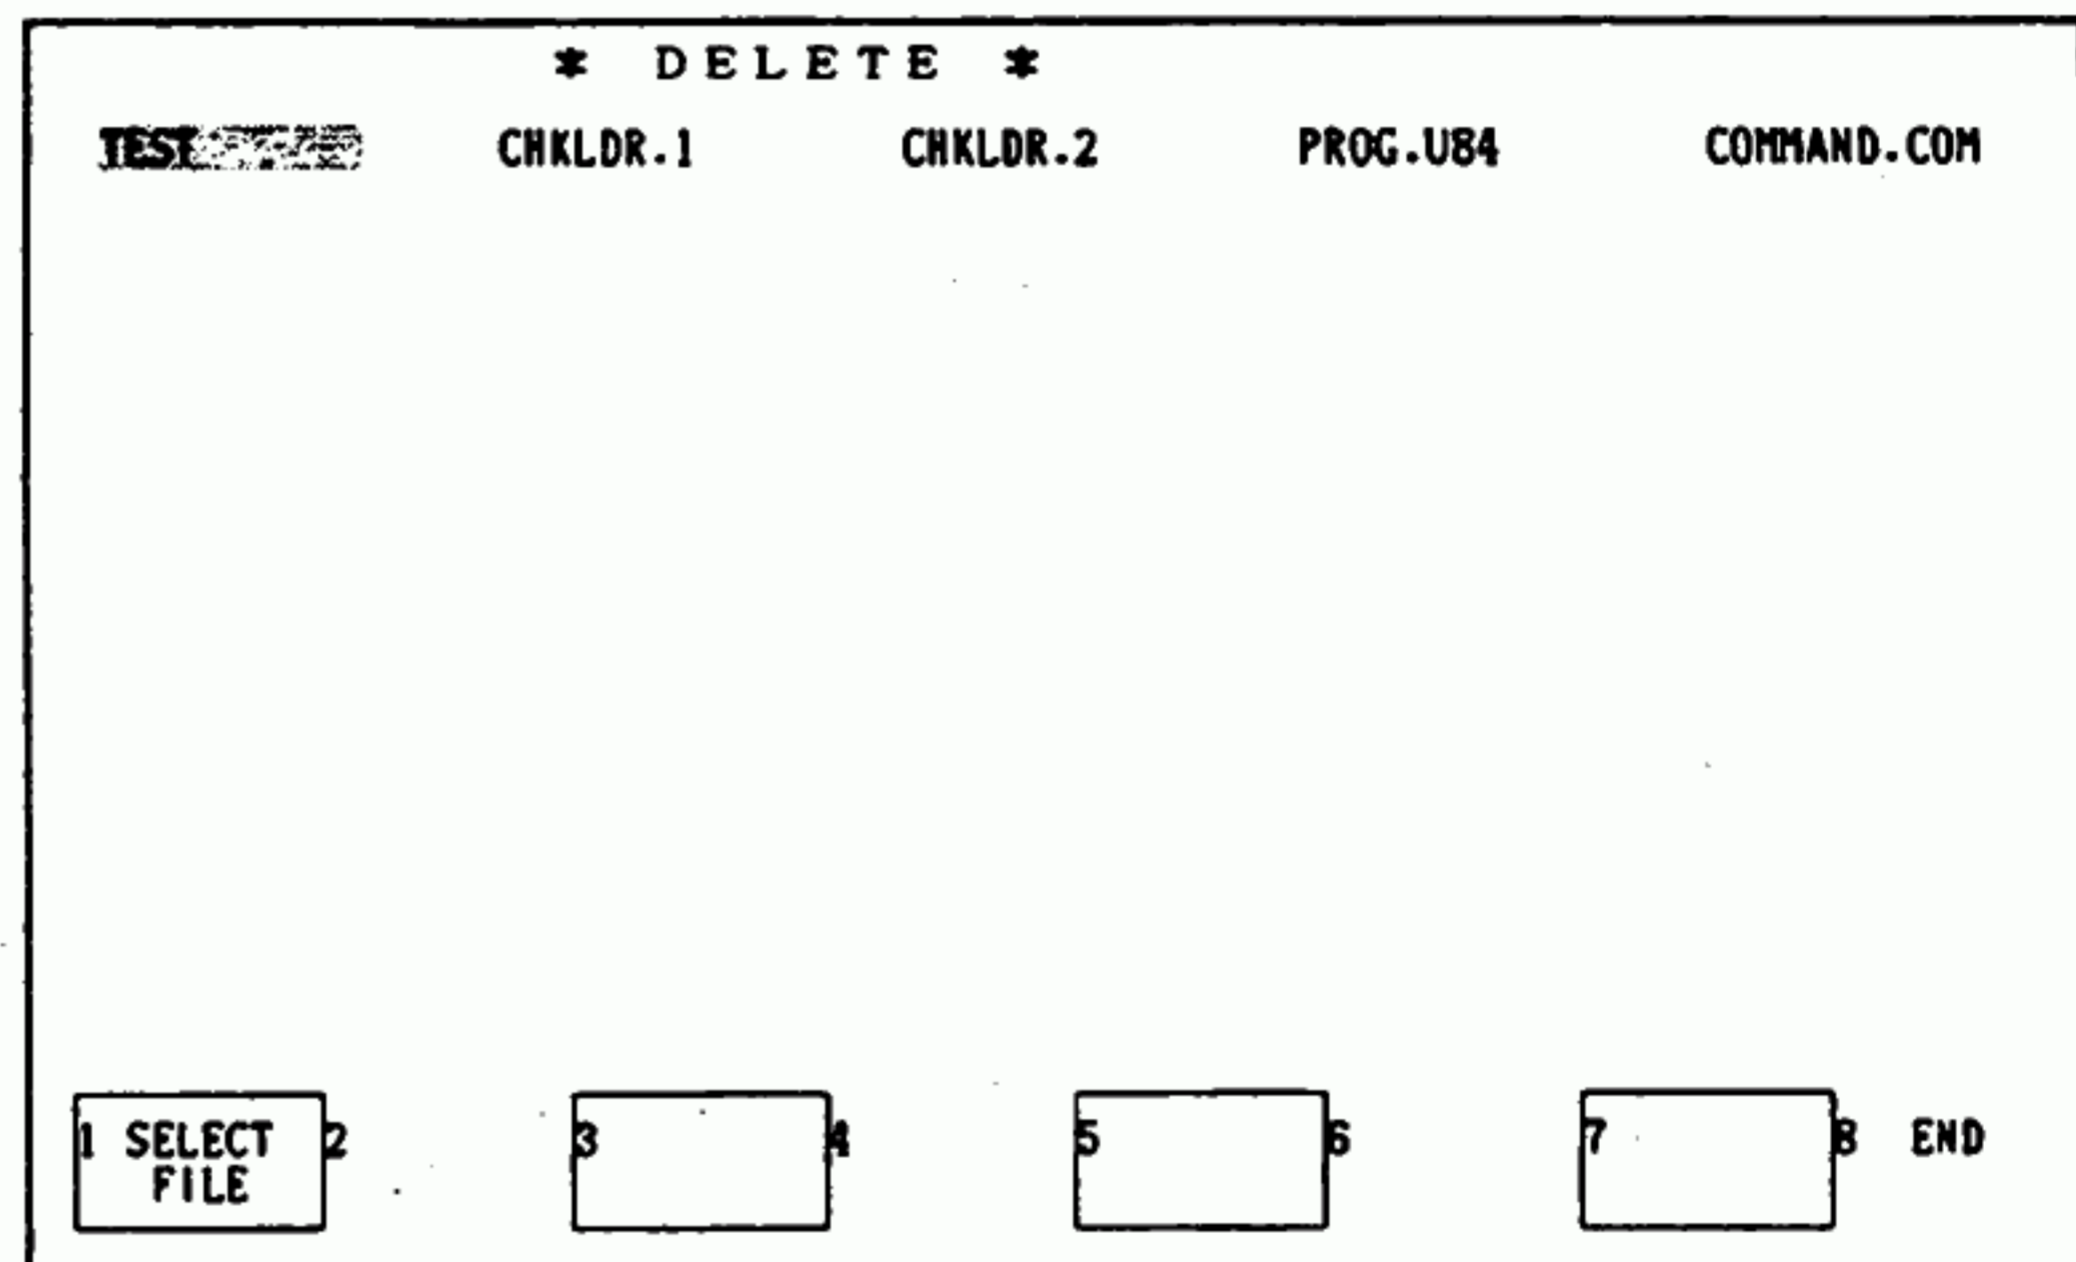 * DELETE *
TEST CHKLDR.1 CHKLDR.2 PROG.U84 COMMAND.COM
1 SELECT 2 3 4 5 6 7 8 END
FILE